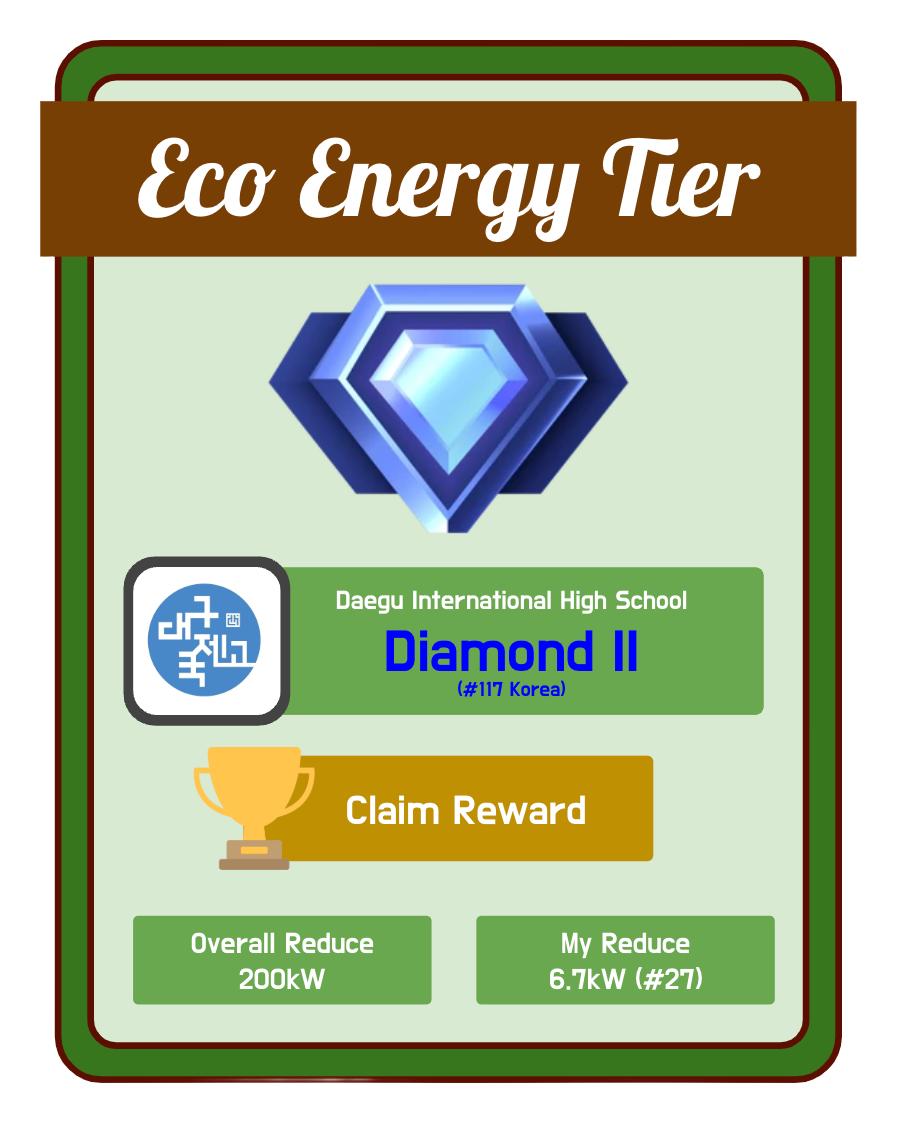 Eco Energy Tier
대구
국제고
Daegu International High School
Diamond II
(#117 Korea)
Claim Reward
Overall Reduce
200kW
My Reduce
6.7kW (#27)